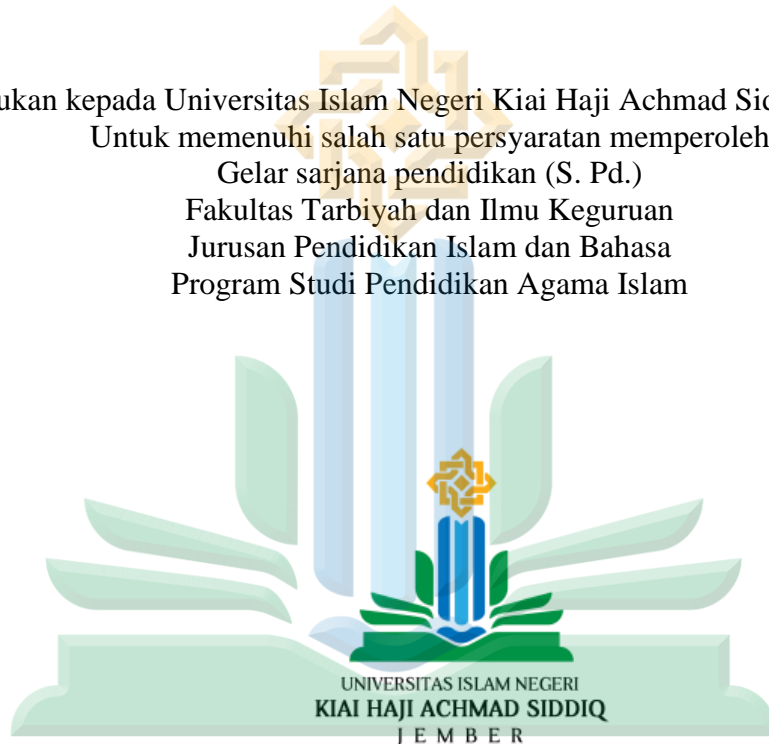 kepada Universitas Islam Negeri Kiai Haji Achmad
Untuk memenuhi salah satu persyaratan memperoleh
Gelar sarjana pendidikan (S. Pd.)
Fakultas Tarbiyah dan Ilmu Keguruan
Jurusan Pendidikan Islam dan Bahasa
Program Studi Pendidikan Agama Islam
UNIVERSITAS ISLAM NEGERI
KIAI HAJI ACHMAD SIDDIQ
JEMBER